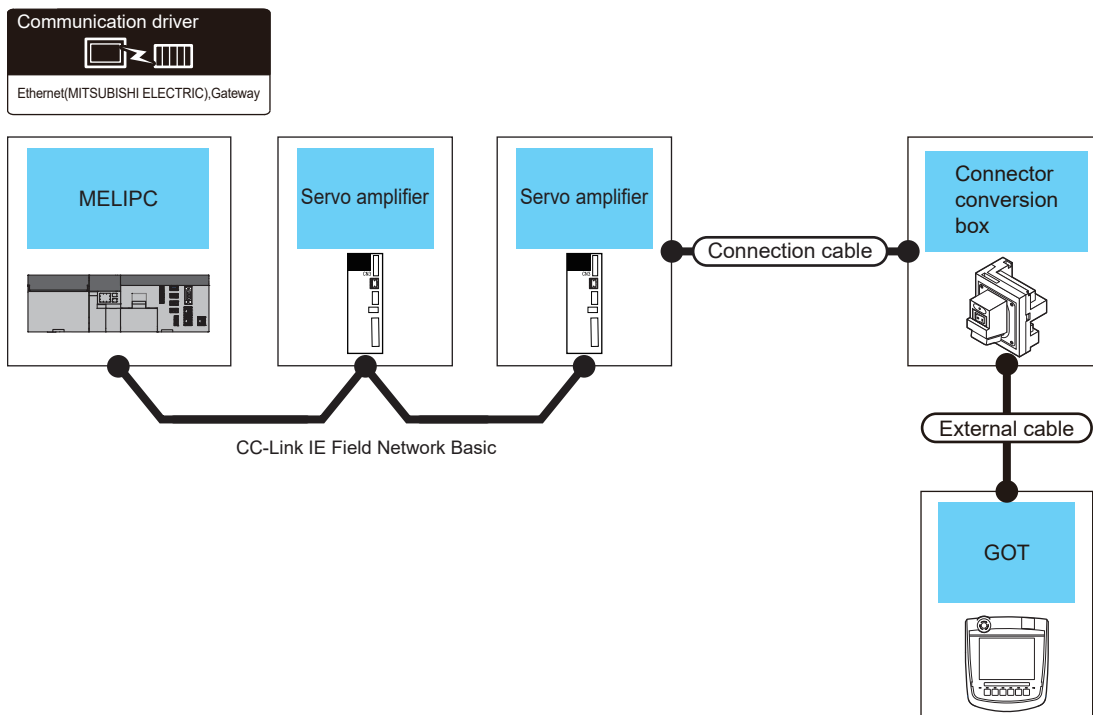 Communication driver
Ethernet(MITSUBISHI ELECTRIC),Gateway
MELIPC
Servo amplifier
Servo amplifier
Connector
conversion
box
Connection cable
CC-Link IE Field Network Basic
External cable
GOT